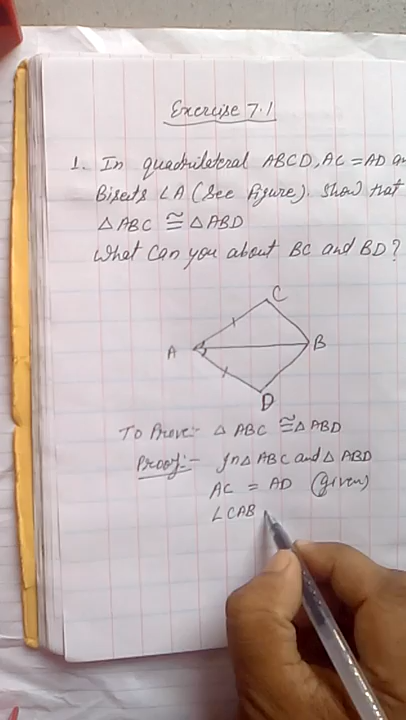 Exercise 7.1
1. In quadrilateral ABCD, AC = AD
Bisects ∠A (See figure). Show that
△ABC ≅ △ABD
What Can you about BC and BD?
C
A
B
D
To Prove:- △ ABC ≅ △ ABD
Proof:- In △ ABC and △ ABD
AC = AD (given)
∠CAB